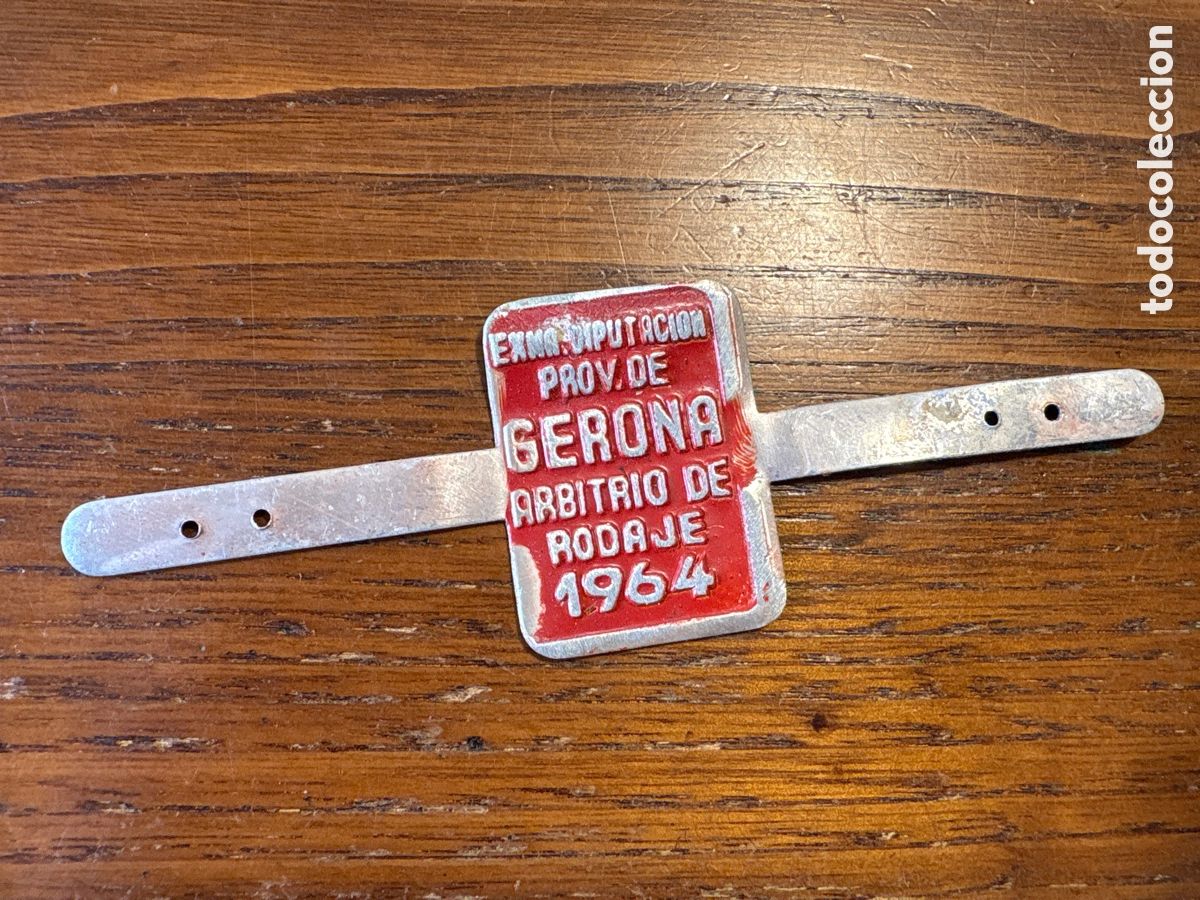 EXMA. DIPUTACION
PROV. DE
GERONA
ARBITRIO DE
RODAJE
1964
todocoleccion